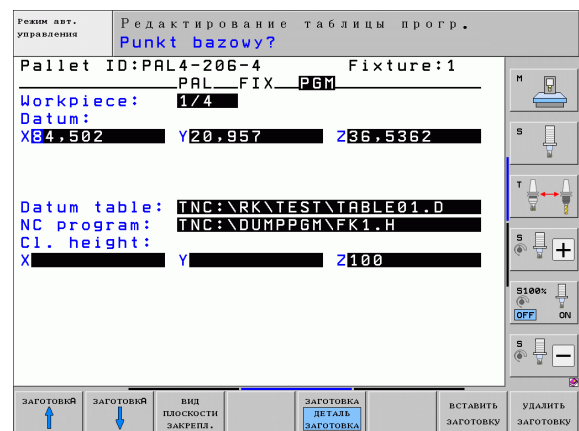 Режим авт.
управления
Редактирование таблицы прогр.
Punkt bazowy?
Pallet ID:PAL4-206-4 Fixture:1
PAL FIX PGM
Workpiece: 1/4
Datum:
X84,502 Y20,957 Z36,5362
Datum table: TNC:\RK\TEST\TABLE01.D
NC program: TNC:\DUMPPGM\FK1.H
Cl. height:
X Y Z100
M
S
T
S
S100%
OFF ON
S
ЗАГОТОВКА
ЗАГОТОВКА
ВИД
ПЛОСКОСТИ
ЗАКРЕПЛ.
ЗАГОТОВКА
ДЕТАЛЬ
ЗАГОТОВКА
ВСТАВИТЬ
ЗАГОТОВКУ
УДАЛИТЬ
ЗАГОТОВКУ